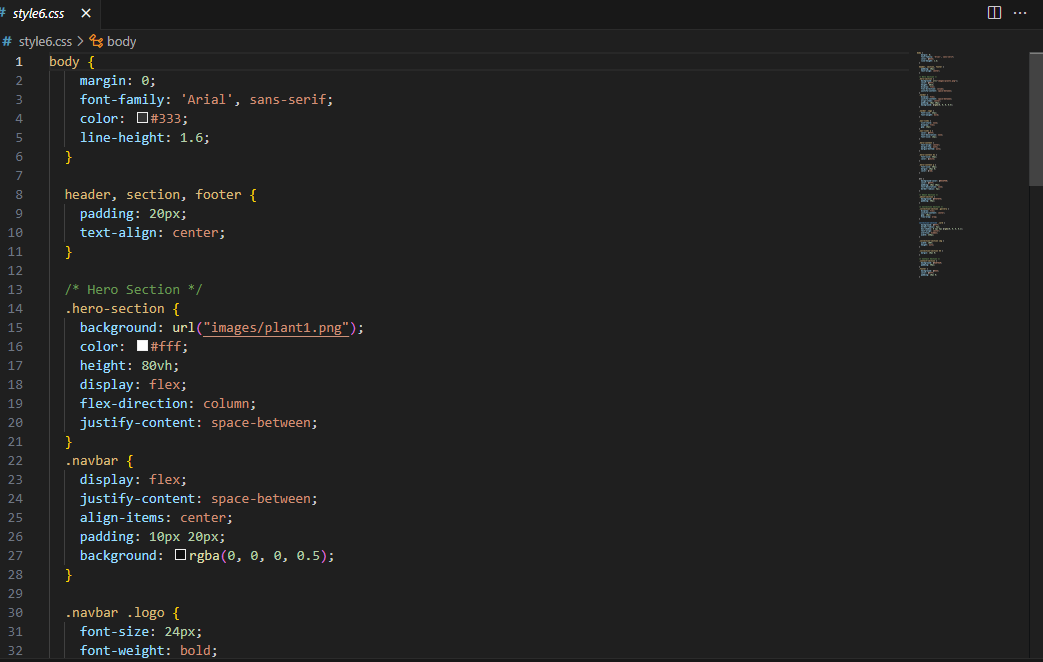 # style6.css ×
# style6.css > body
1 body {
2     margin: 0;
3     font-family: 'Arial', sans-serif;
4     color: #333;
5     line-height: 1.6;
6   }
7
8   header, section, footer {
9     padding: 20px;
10     text-align: center;
11   }
12
13   /* Hero Section */
14   .hero-section {
15     background: url("images/plant1.png");
16     color: #fff;
17     height: 80vh;
18     display: flex;
19     flex-direction: column;
20     justify-content: space-between;
21   }
22   .navbar {
23     display: flex;
24     justify-content: space-between;
25     align-items: center;
26     padding: 10px 20px;
27     background: rgba(0, 0, 0, 0.5);
28   }
29
30   .navbar .logo {
31     font-size: 24px;
32     font-weight: bold;